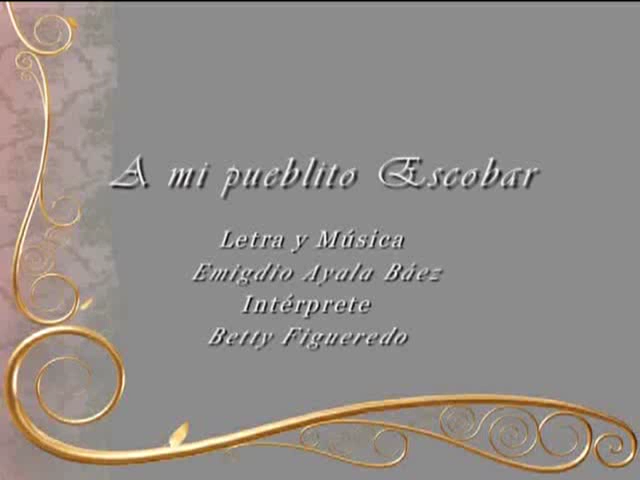 A mi pueblito Escobar
Letra y Música
Emigdio Ayala Báez
Intérprete
Betty Figueredo